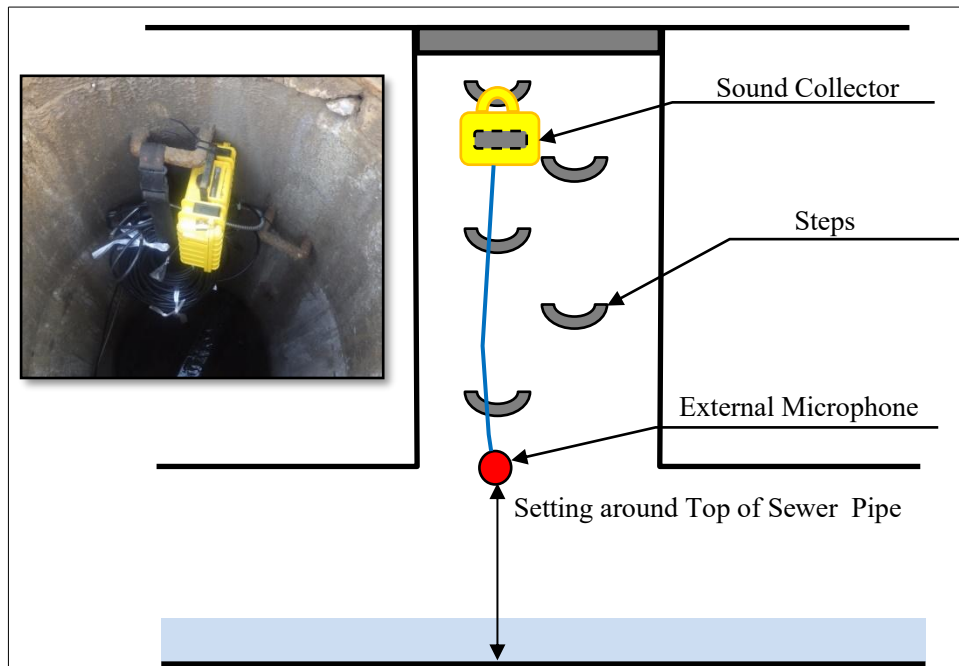 Sound Collector
Steps
External Microphone
Setting around Top of Sewer Pipe